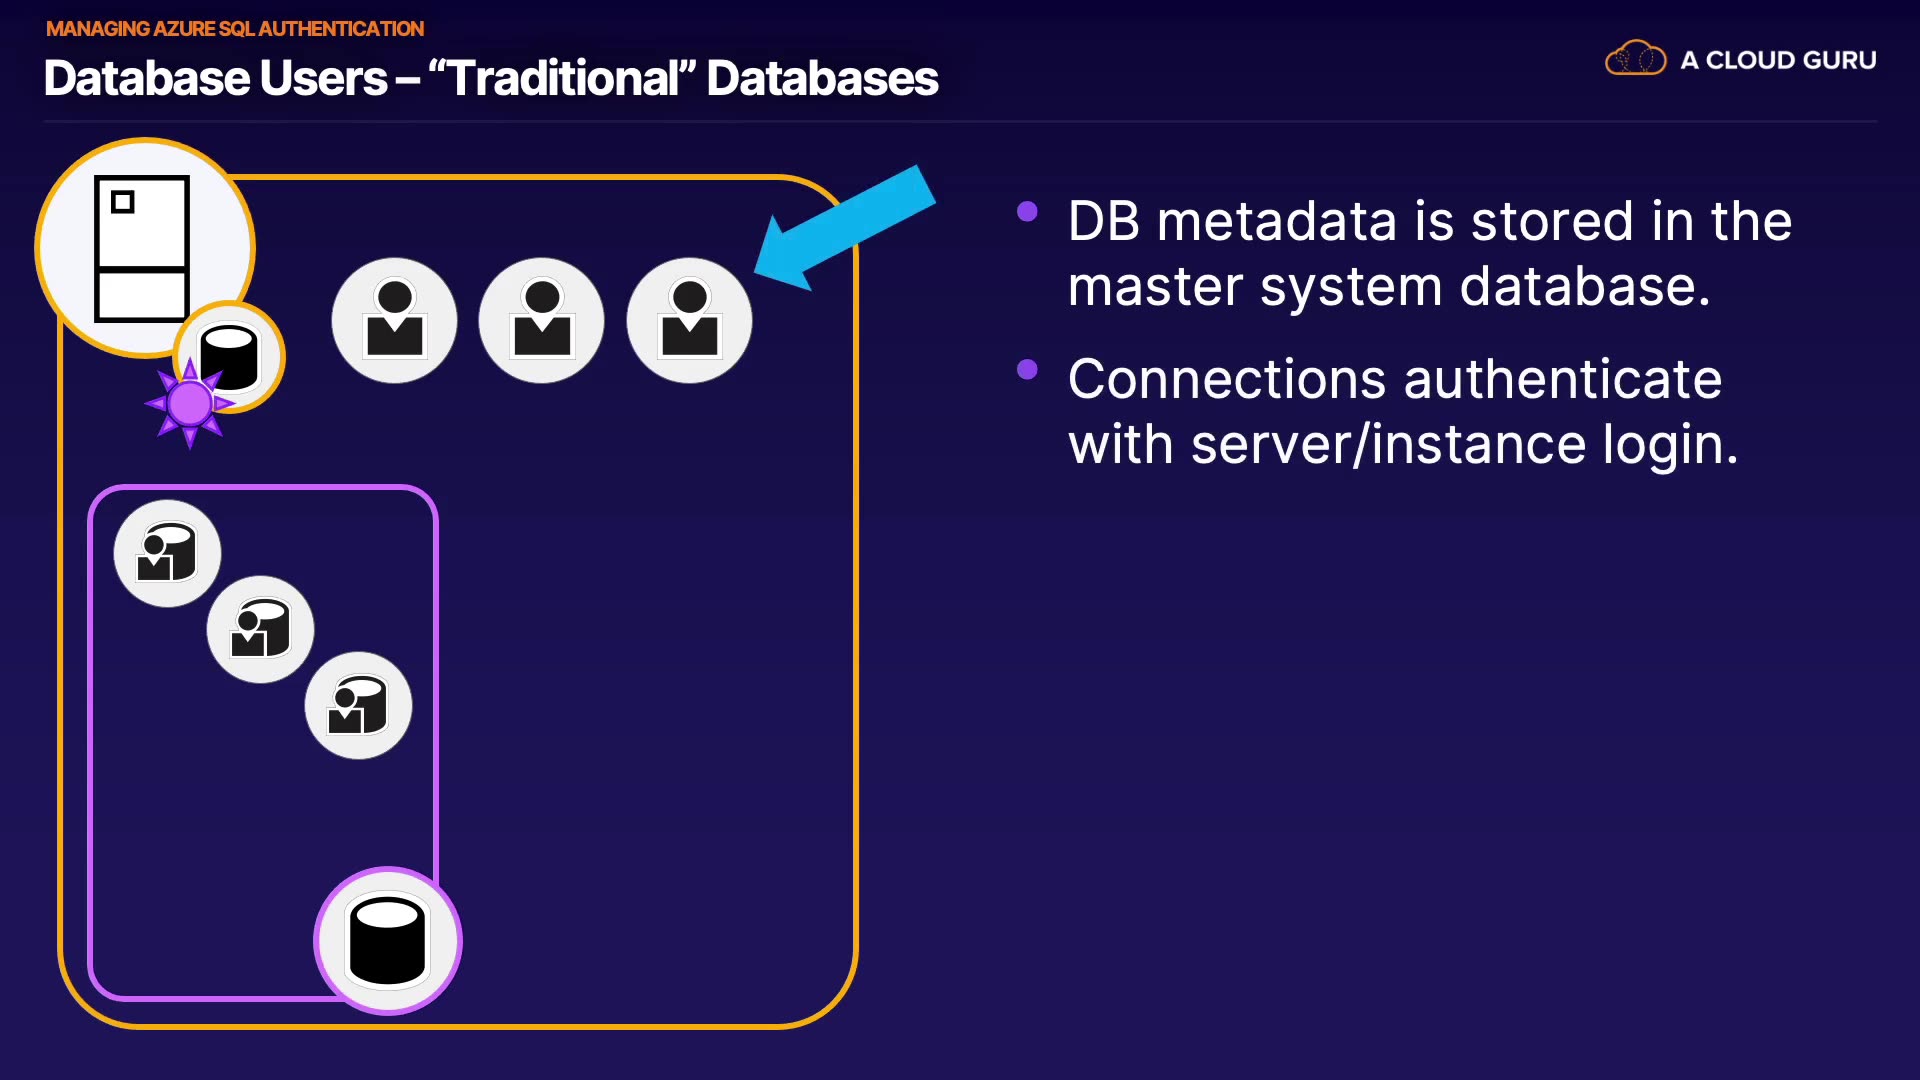 MANAGING AZURE SQL AUTHENTICATION
Database Users – “Traditional” Databases
A CLOUD GURU
DB metadata is stored in the
master system database.
Connections authenticate
with server/instance login.